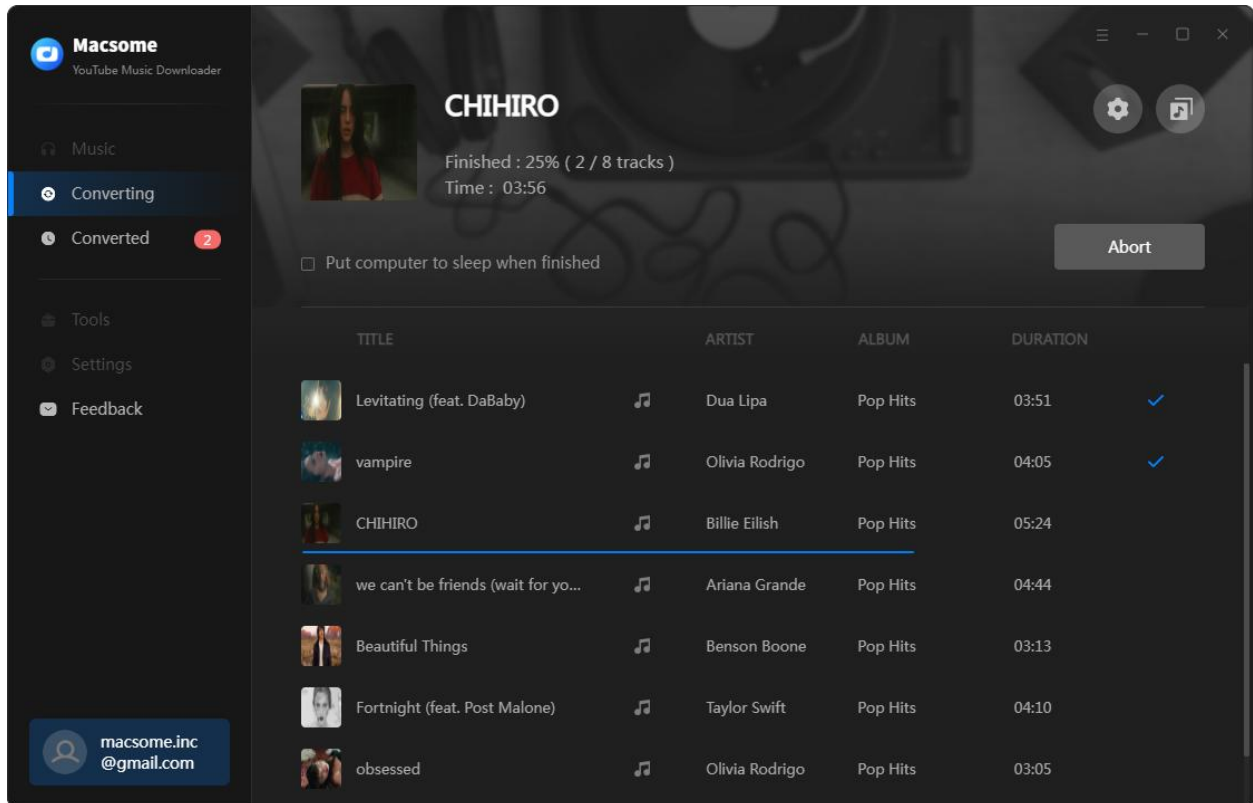 Macsome
YouTube Music Downloader
Music
Converting
Converted 2
Tools
Settings
Feedback
macsome.inc
@gmail.com
CHIHIRO
Finished : 25% ( 2 / 8 tracks )
Time : 03:56
Put computer to sleep when finished
Abort
TITLE ARTIST ALBUM DURATION
Levitating (feat. DaBaby) Dua Lipa Pop Hits 03:51
vampire Olivia Rodrigo Pop Hits 04:05
CHIHIRO Billie Eilish Pop Hits 05:24
we can't be friends (wait for yo... Ariana Grande Pop Hits 04:44
Beautiful Things Benson Boone Pop Hits 03:13
Fortnight (feat. Post Malone) Taylor Swift Pop Hits 04:10
obsessed Olivia Rodrigo Pop Hits 03:05